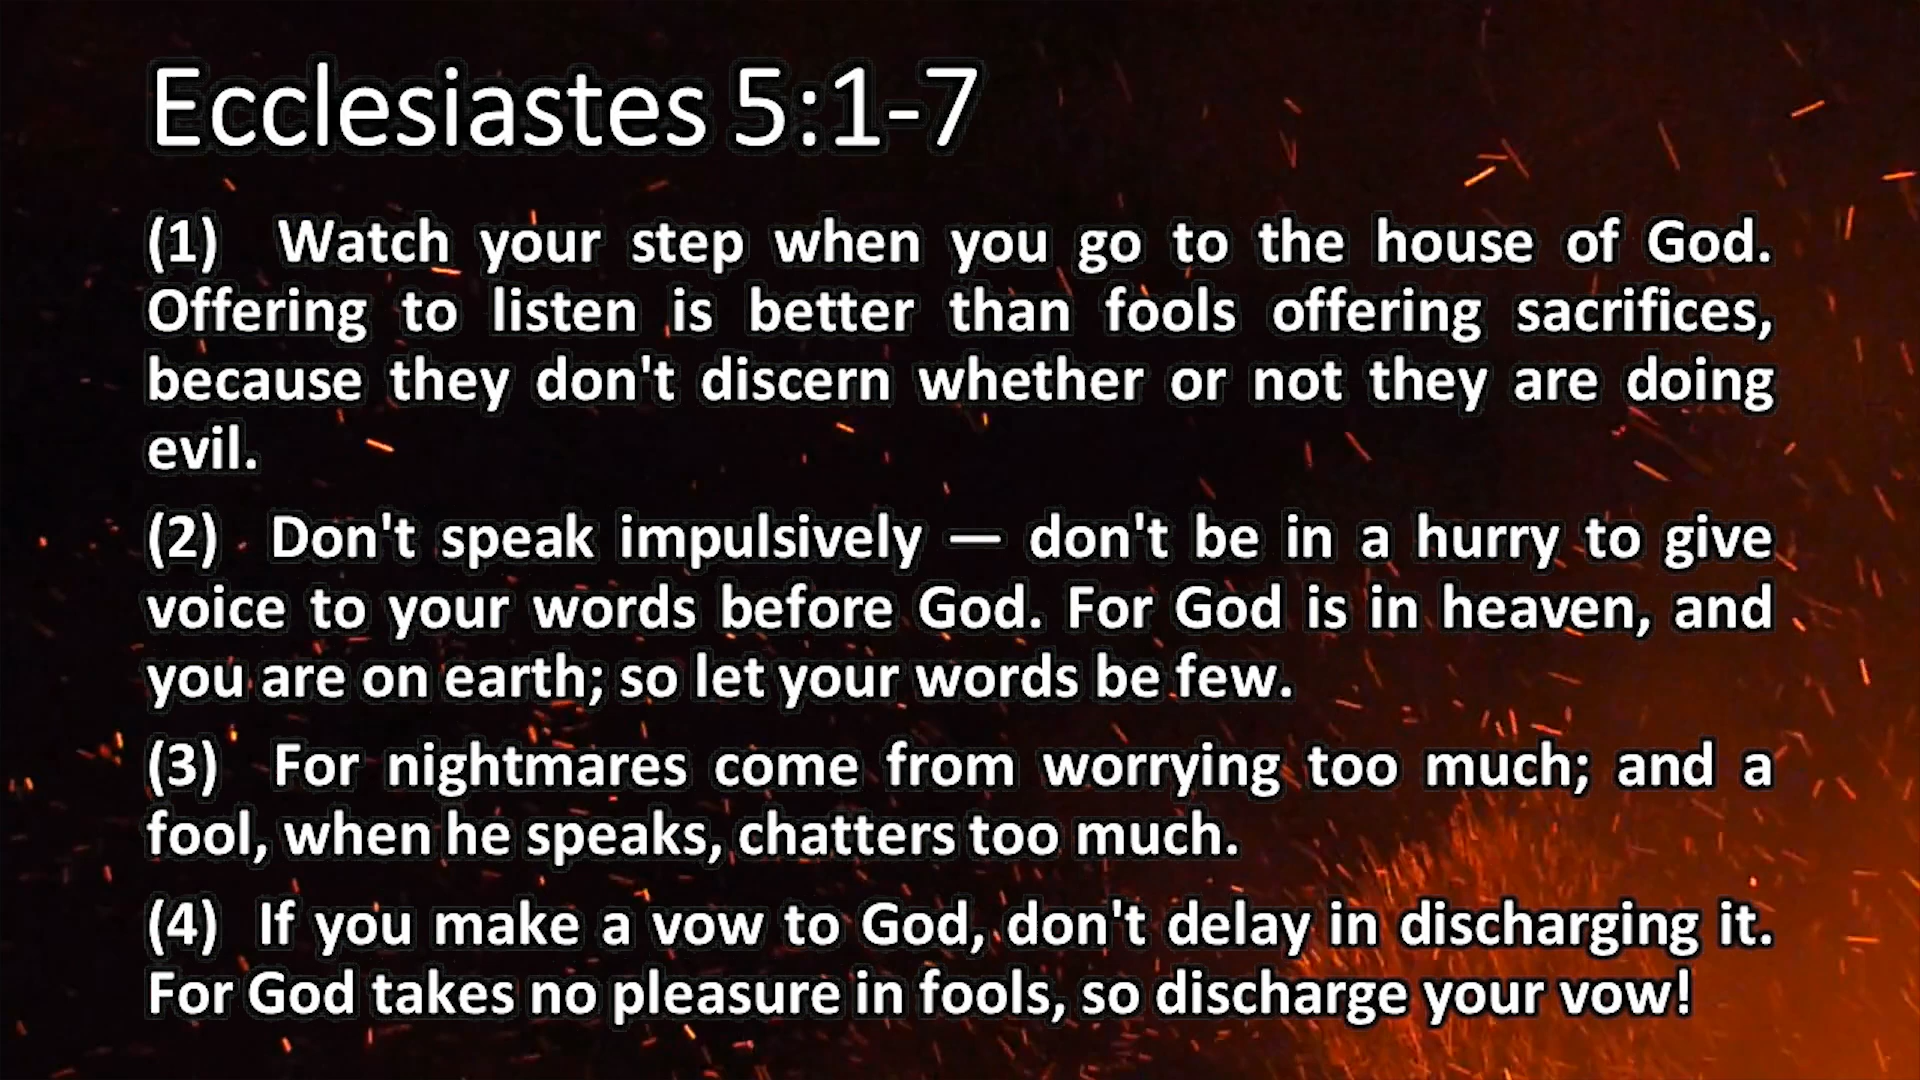 Ecclesiastes 5:1-7
(1) Watch your step when you go to the house of God.
Offering to listen is better than fools offering sacrifices,
because they don't discern whether or not they are doing
evil.
(2) Don't speak impulsively — don't be in a hurry to give
voice to your words before God. For God is in heaven, and
you are on earth; so let your words be few.
(3) For nightmares come from worrying too much; and a
fool, when he speaks, chatters too much.
(4) If you make a vow to God, don't delay in discharging it.
For God takes no pleasure in fools, so discharge your vow!